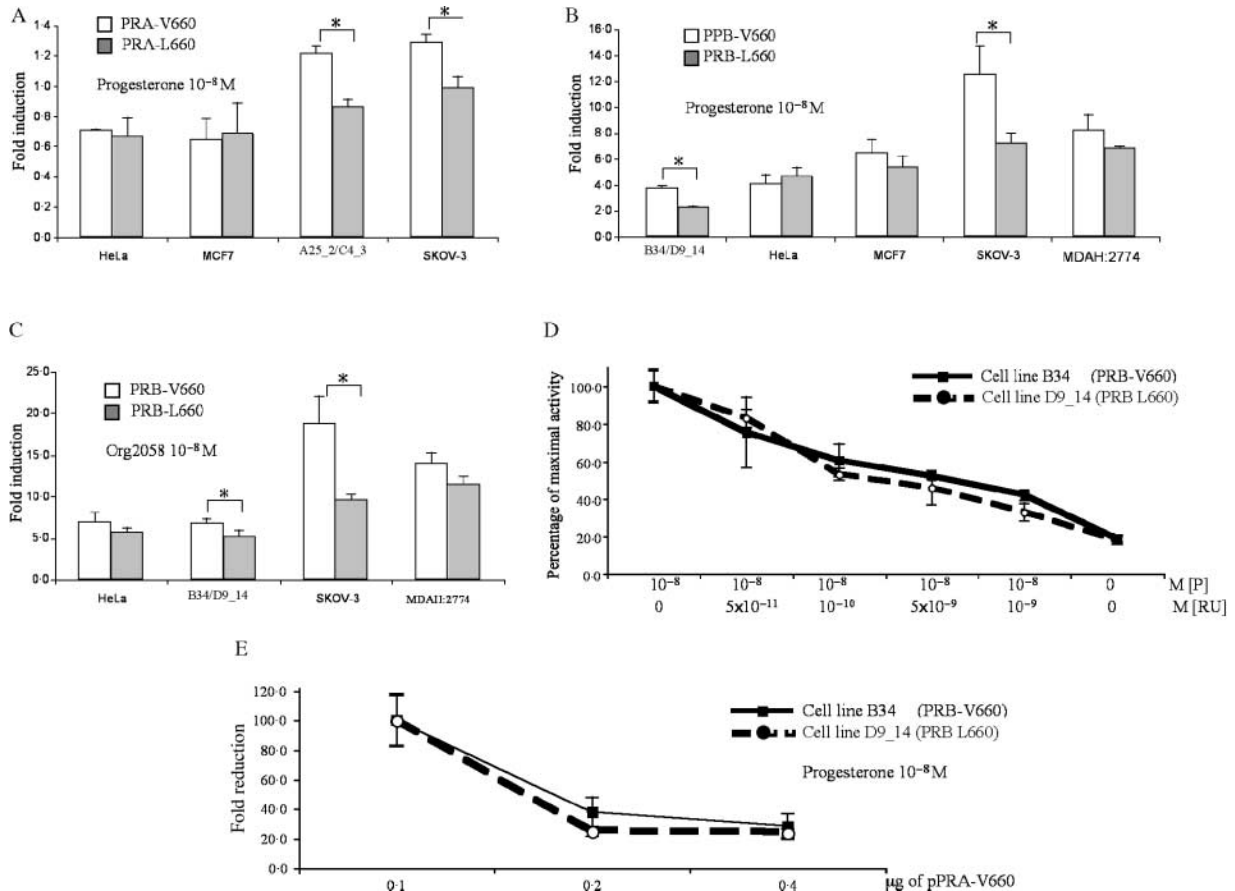 A
1·4
1·2
1·0
0·8
0·6
0·4
0·2
0·0
Fold induction
PRA-V660
PRA-L660
Progesterone 10⁻⁸M
*
*
HeLa
MCF7
A25_2/C4_3
SKOV-3
B
16·0
14·0
12·0
10·0
8·0
6·0
4·0
2·0
0·0
Fold induction
PPB-V660
PRB-L660
Progesterone 10⁻⁸M
*
*
B34/D9_14
HeLa
MCF7
SKOV-3
MDAH:2774
C
25·0
20·0
15·0
10·0
5·0
0·0
Fold induction
PRB-V660
PRB-L660
Org2058 10⁻⁸M
*
*
HeLa
B34/D9_14
SKOV-3
MDAH:2774
D
100·0
80·0
60·0
40·0
20·0
0·0
Percentage of maximal activity
Cell line B34 (PRB-V660)
Cell line D9_14 (PRB L660)
10⁻⁸ 10⁻⁸ 10⁻⁸ 10⁻⁸ 10⁻⁸ 0 M [P]
0 5x10⁻¹¹ 10⁻¹⁰ 5x10⁻⁹ 10⁻⁹ 0 M [RU]
E
120·0
100·0
80·0
60·0
40·0
20·0
0·0
Fold reduction
Cell line B34 (PRB-V660)
Cell line D9_14 (PRB L660)
Progesterone 10⁻⁸M
0·1 0·2 0·4 µg of pPRA-V660